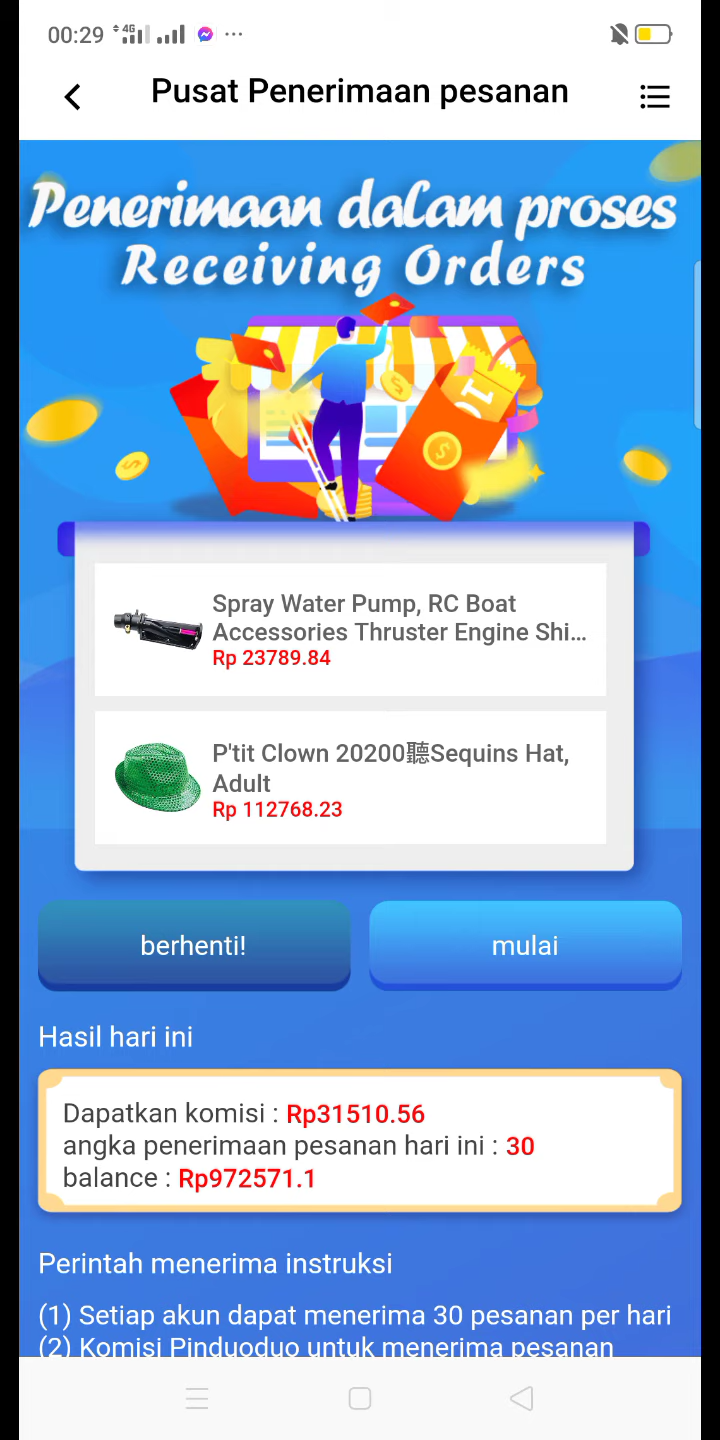 00:29 4G
Pusat Penerimaan pesanan
Penerimaan dalam proses
Receiving Orders
Spray Water Pump, RC Boat
Accessories Thruster Engine Shi...
Rp 23789.84
P'tit Clown 20200聽Sequins Hat,
Adult
Rp 112768.23
berhenti!
mulai
Hasil hari ini
Dapatkan komisi : Rp31510.56
angka penerimaan pesanan hari ini : 30
balance : Rp972571.1
Perintah menerima instruksi
(1) Setiap akun dapat menerima 30 pesanan per hari
(2) Komisi Pinduoduo untuk menerima pesanan